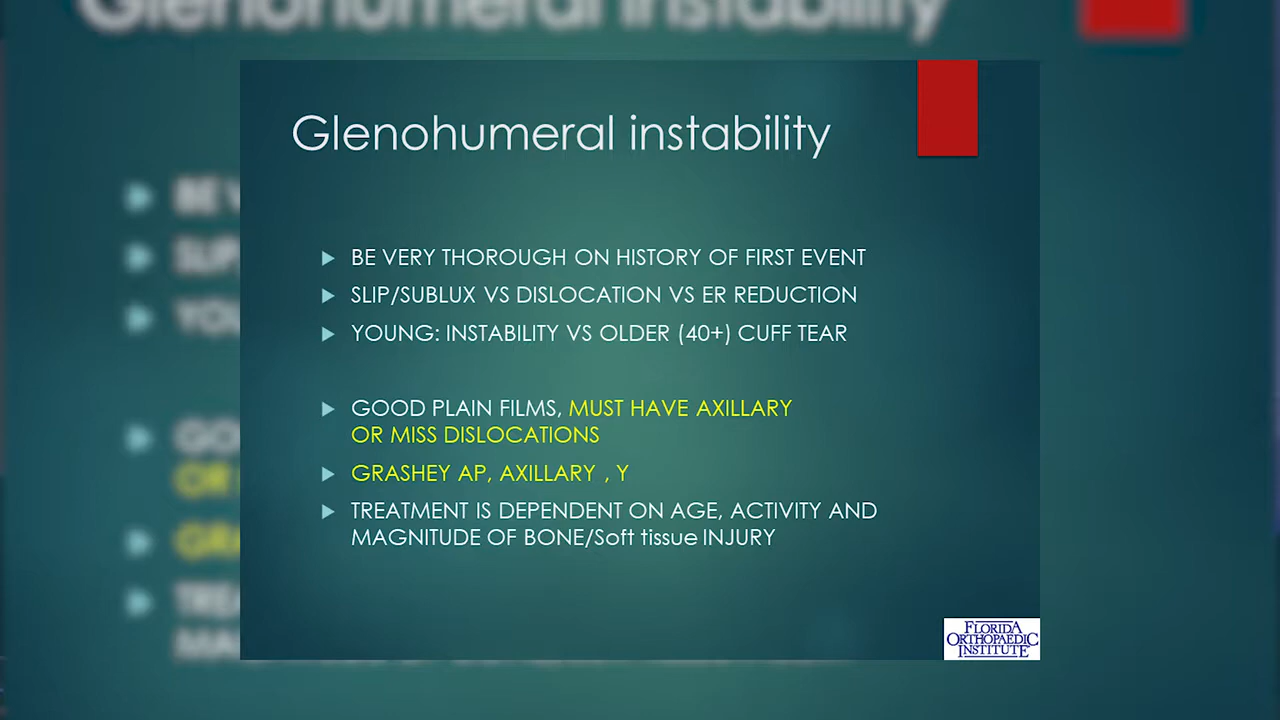 Glenohumeral instability
BE VERY THOROUGH ON HISTORY OF FIRST EVENT
SLIP/SUBLUX VS DISLOCATION VS ER REDUCTION
YOUNG: INSTABILITY VS OLDER (40+) CUFF TEAR
GOOD PLAIN FILMS, MUST HAVE AXILLARY
OR MISS DISLOCATIONS
GRASHEY AP, AXILLARY , Y
TREATMENT IS DEPENDENT ON AGE, ACTIVITY AND
MAGNITUDE OF BONE/Soft tissue INJURY
FLORIDA
ORTHOPAEDIC
INSTITUTE